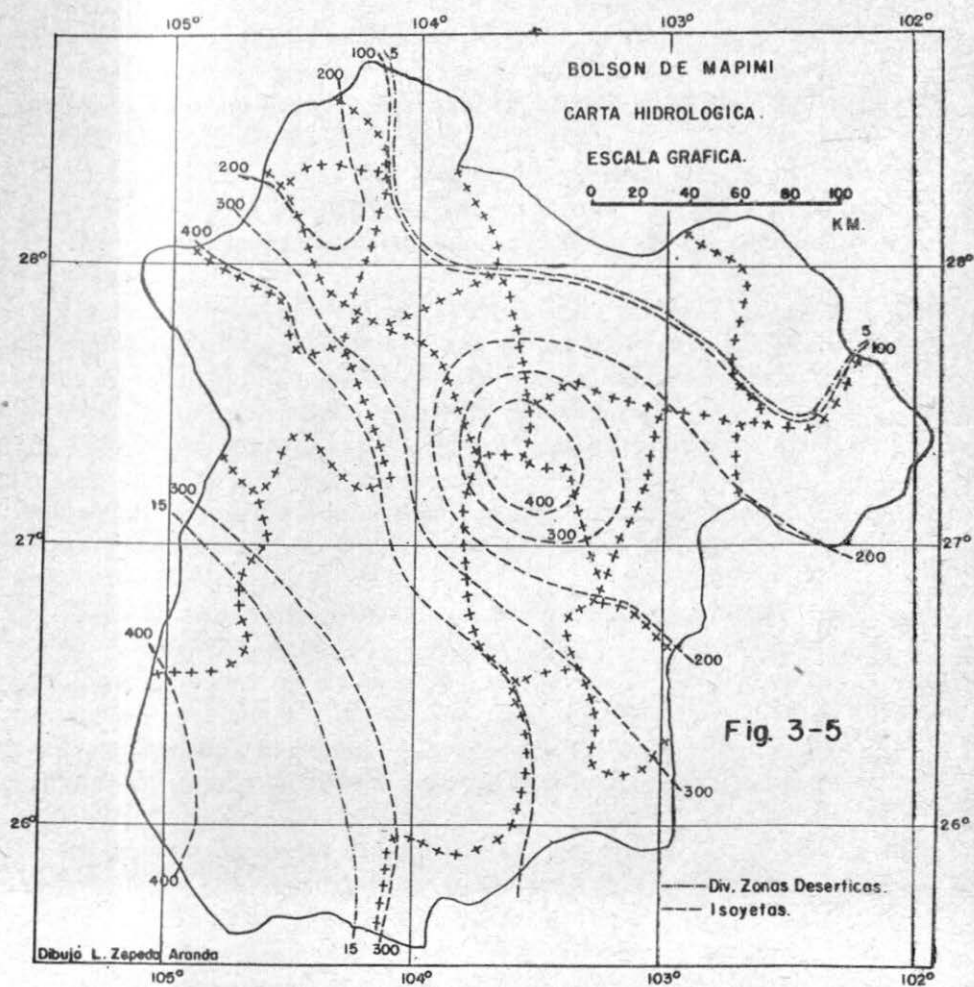 105° 104° 103° 102°
100 5
200
BOLSON DE MAPIMI
CARTA HIDROLOGICA.
ESCALA GRAFICA.
0 20 40 60 80 100
KM.
200
300
400
28° 28°
5
100
400
300
27° 27°
300
15
200
400
200
Fig. 3-5
300
26° 26°
400
Div. Zonas Deserticas.
Isoyetas.
15 300
Dibujó L. Zepeda Aranda
105° 104° 103° 102°